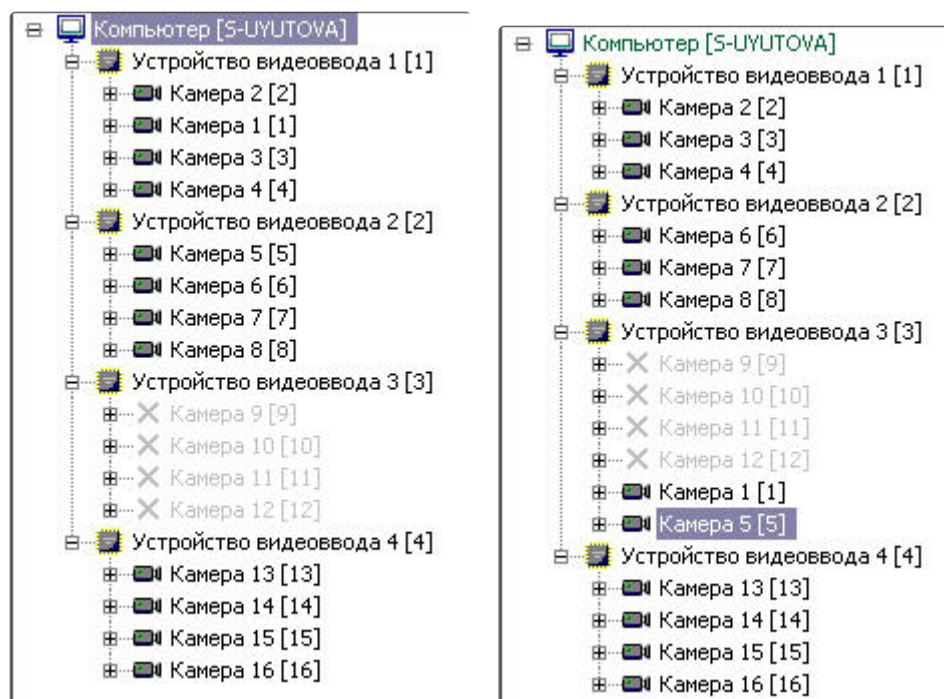 Компьютер [S-UYUTOVA]
Устройство видеоввода 1 [1]
Камера 2 [2]
Камера 1 [1]
Камера 3 [3]
Камера 4 [4]
Устройство видеоввода 2 [2]
Камера 5 [5]
Камера 6 [6]
Камера 7 [7]
Камера 8 [8]
Устройство видеоввода 3 [3]
Камера 9 [9]
Камера 10 [10]
Камера 11 [11]
Камера 12 [12]
Устройство видеоввода 4 [4]
Камера 13 [13]
Камера 14 [14]
Камера 15 [15]
Камера 16 [16]
Компьютер [S-UYUTOVA]
Устройство видеоввода 1 [1]
Камера 2 [2]
Камера 3 [3]
Камера 4 [4]
Устройство видеоввода 2 [2]
Камера 6 [6]
Камера 7 [7]
Камера 8 [8]
Устройство видеоввода 3 [3]
Камера 9 [9]
Камера 10 [10]
Камера 11 [11]
Камера 12 [12]
Камера 1 [1]
Камера 5 [5]
Устройство видеоввода 4 [4]
Камера 13 [13]
Камера 14 [14]
Камера 15 [15]
Камера 16 [16]